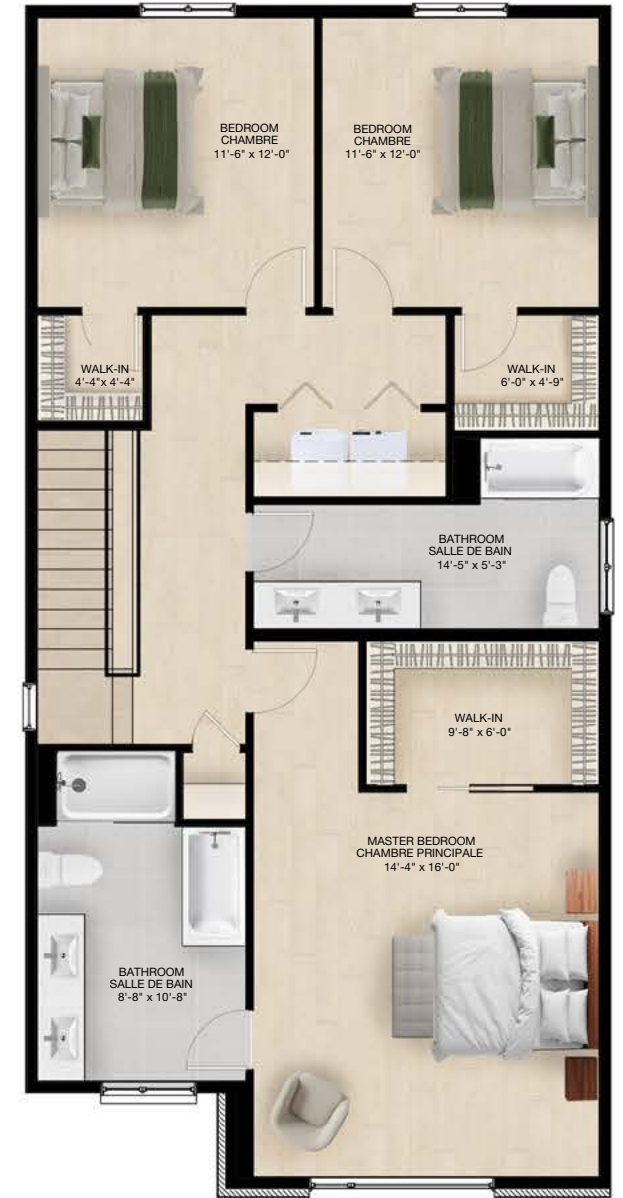 BEDROOM
CHAMBRE
11'-6" x 12'-0"
BEDROOM
CHAMBRE
11'-6" x 12'-0"
WALK-IN
4'-4"x 4'-4"
WALK-IN
6'-0" x 4'-9"
BATHROOM
SALLE DE BAIN
14'-5" x 5'-3"
WALK-IN
9'-8" x 6'-0"
MASTER BEDROOM
CHAMBRE PRINCIPALE
14'-4" x 16'-0"
BATHROOM
SALLE DE BAIN
8'-8" x 10'-8"